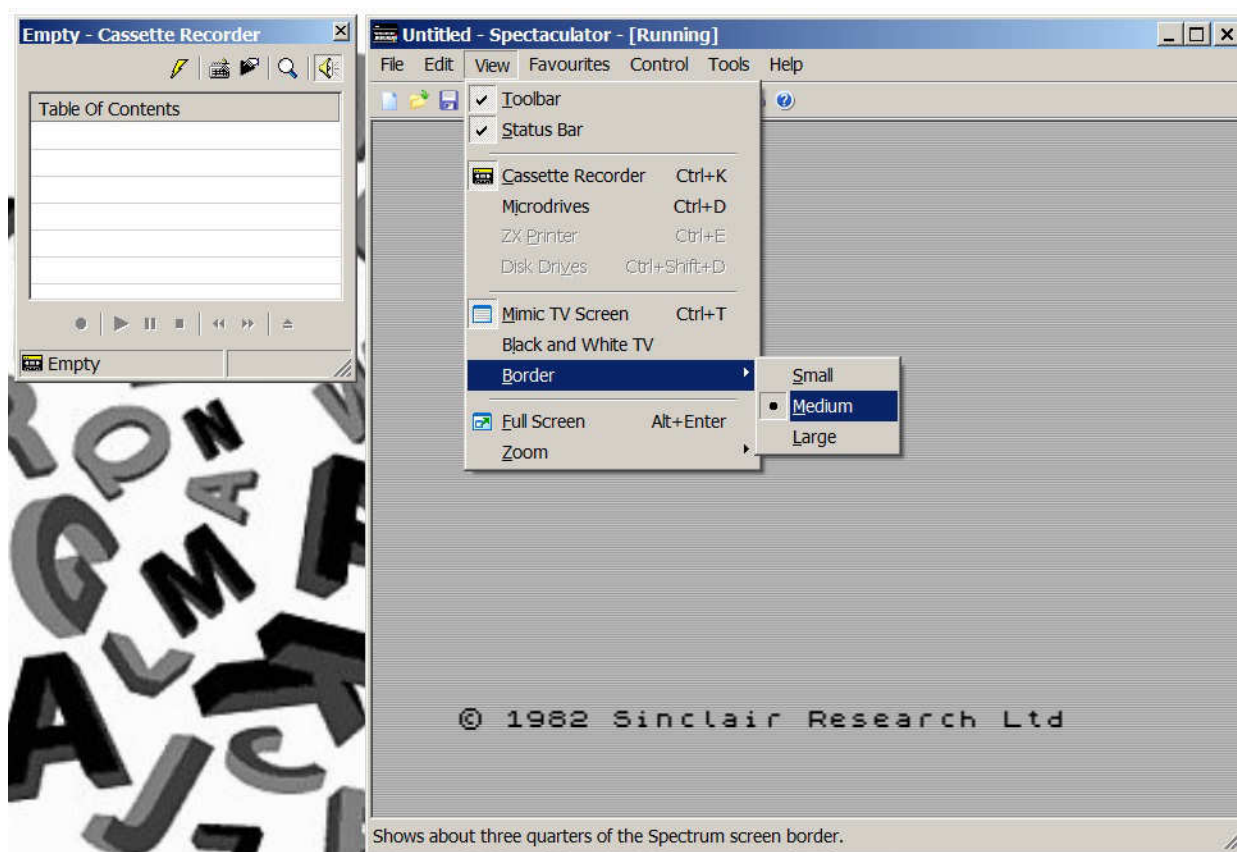 Empty - Cassette Recorder
Table Of Contents
Empty
Untitled - Spectaculator - [Running]
File Edit View Favourites Control Tools Help
Toolbar
Status Bar
Cassette Recorder Ctrl+K
Microdrives Ctrl+D
ZX Printer Ctrl+E
Disk Drives Ctrl+Shift+D
Mimic TV Screen Ctrl+T
Black and White TV
Border
Full Screen Alt+Enter
Zoom
Small
Medium
Large
© 1982 Sinclair Research Ltd
Shows about three quarters of the Spectrum screen border.
R
O
N
G
A
M
L
A
K
J
C